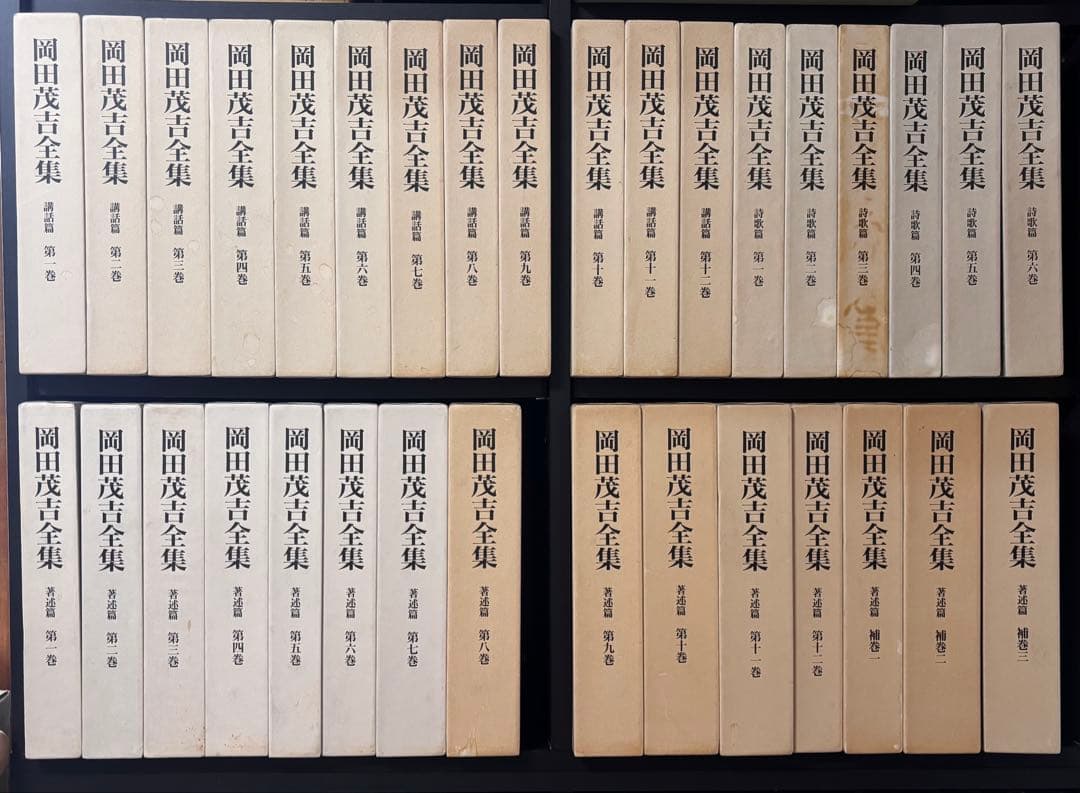 岡田茂吉全集 講話篇 第一巻
岡田茂吉全集 講話篇 第二巻
岡田茂吉全集 講話篇 第三巻
岡田茂吉全集 講話篇 第四巻
岡田茂吉全集 講話篇 第五巻
岡田茂吉全集 講話篇 第六巻
岡田茂吉全集 講話篇 第七巻
岡田茂吉全集 講話篇 第八巻
岡田茂吉全集 講話篇 第九巻
岡田茂吉全集 講話篇 第十巻
岡田茂吉全集 講話篇 第十一巻
岡田茂吉全集 講話篇 第十二巻
岡田茂吉全集 詩歌篇 第一巻
岡田茂吉全集 詩歌篇 第二巻
岡田茂吉全集 詩歌篇 第三巻
岡田茂吉全集 詩歌篇 第四巻
岡田茂吉全集 詩歌篇 第五巻
岡田茂吉全集 詩歌篇 第六巻
岡田茂吉全集 著述篇 第一巻
岡田茂吉全集 著述篇 第二巻
岡田茂吉全集 著述篇 第三巻
岡田茂吉全集 著述篇 第四巻
岡田茂吉全集 著述篇 第五巻
岡田茂吉全集 著述篇 第六巻
岡田茂吉全集 著述篇 第七巻
岡田茂吉全集 著述篇 第八巻
岡田茂吉全集 著述篇 第九巻
岡田茂吉全集 著述篇 第十巻
岡田茂吉全集 著述篇 第十一巻
岡田茂吉全集 著述篇 第十二巻
岡田茂吉全集 著述篇 補巻一
岡田茂吉全集 著述篇 補巻二
岡田茂吉全集 著述篇 補巻三